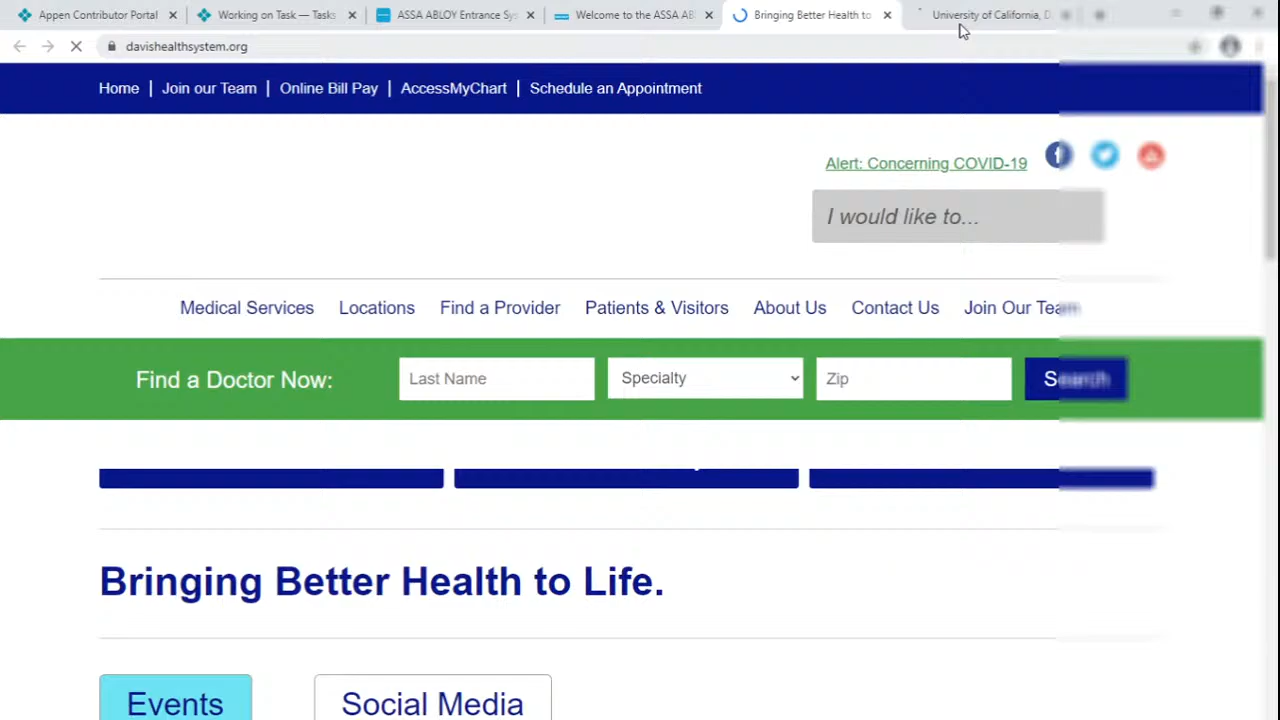 Appen Contributor Portal
Working on Task — Tasks
ASSA ABLOY Entrance Sy
Welcome to the ASSA AB
Bringing Better Health to
University of California, D
davishealthsystem.org
Home | Join our Team | Online Bill Pay | AccessMyChart | Schedule an Appointment
Alert: Concerning COVID-19
I would like to...
Medical Services Locations Find a Provider Patients & Visitors About Us Contact Us Join Our Team
Find a Doctor Now: Last Name Specialty Zip Search
Bringing Better Health to Life.
Events Social Media